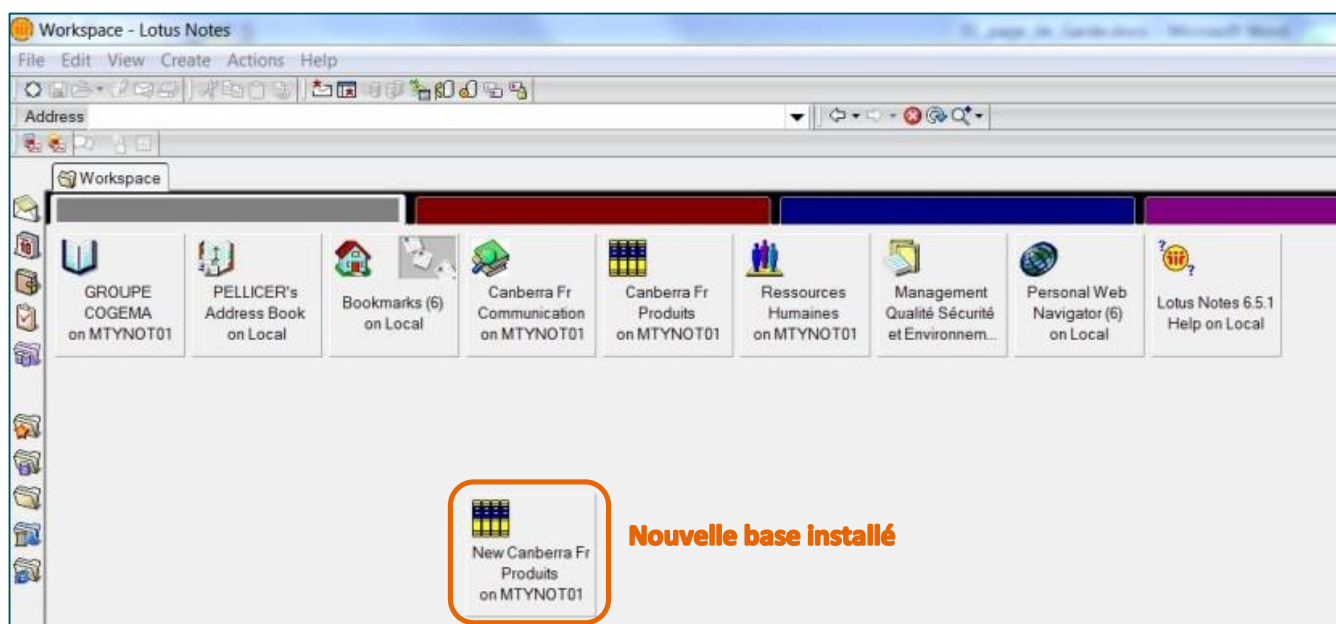 Workspace - Lotus Notes
File Edit View Create Actions Help
Address
Workspace
GROUPE
COGEMA
on MTYNOT01
PELLICER's
Address Book
on Local
Bookmarks (6)
on Local
Canberra Fr
Communication
on MTYNOT01
Canberra Fr
Produits
on MTYNOT01
Ressources
Humaines
on MTYNOT01
Management
Qualité Sécurité
et Environnem...
Personal Web
Navigator (6)
on Local
Lotus Notes 6.5.1
Help on Local
New Canberra Fr
Produits
on MTYNOT01
Nouvelle base installé